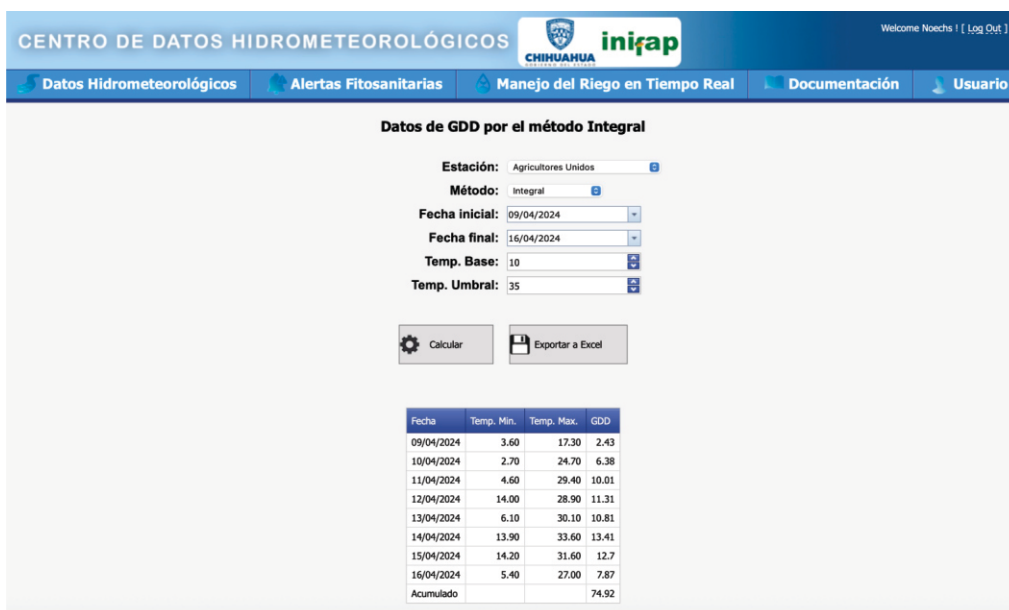 Welcome Noechs ! [ Log Out ]
CENTRO DE DATOS HIDROMETEOROLÓGICOS
CHIHUAHUA
GOBIERNO DEL ESTADO
inifap
Datos Hidrometeorológicos Alertas Fitosanitarias Manejo del Riego en Tiempo Real Documentación Usuario
Datos de GDD por el método Integral
Estación: Agricultores Unidos
Método: Integral
Fecha inicial: 09/04/2024
Fecha final: 16/04/2024
Temp. Base: 10
Temp. Umbral: 35
Calcular Exportar a Excel
Fecha Temp. Min. Temp. Max. GDD
09/04/2024 3.60 17.30 2.43
10/04/2024 2.70 24.70 6.38
11/04/2024 4.60 29.40 10.01
12/04/2024 14.00 28.90 11.31
13/04/2024 6.10 30.10 10.81
14/04/2024 13.90 33.60 13.41
15/04/2024 14.20 31.60 12.7
16/04/2024 5.40 27.00 7.87
Acumulado 74.92